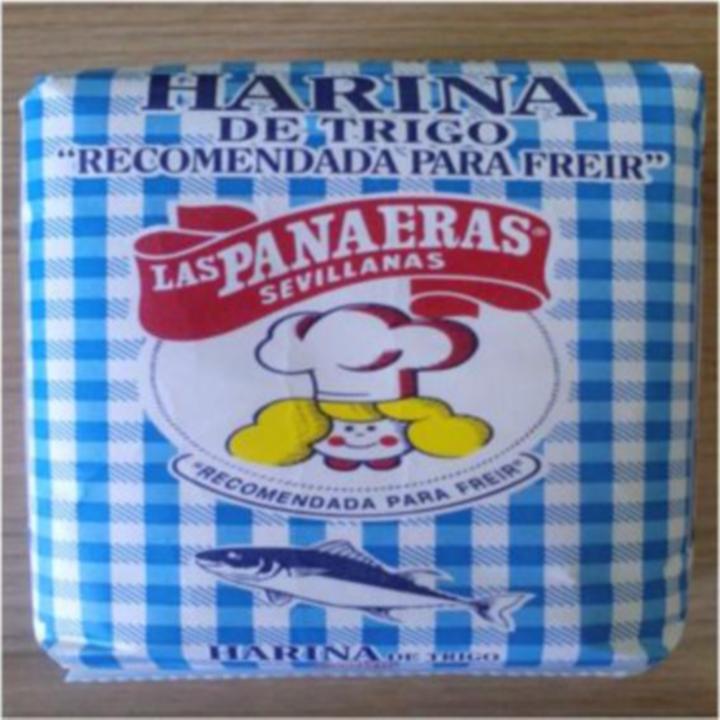 HARINA
DE TRIGO
“RECOMENDADA PARA FREIR”
LAS PANAERAS®
SEVILLANAS
"RECOMENDADA PARA FREIR"
HARINA DE TRIGO